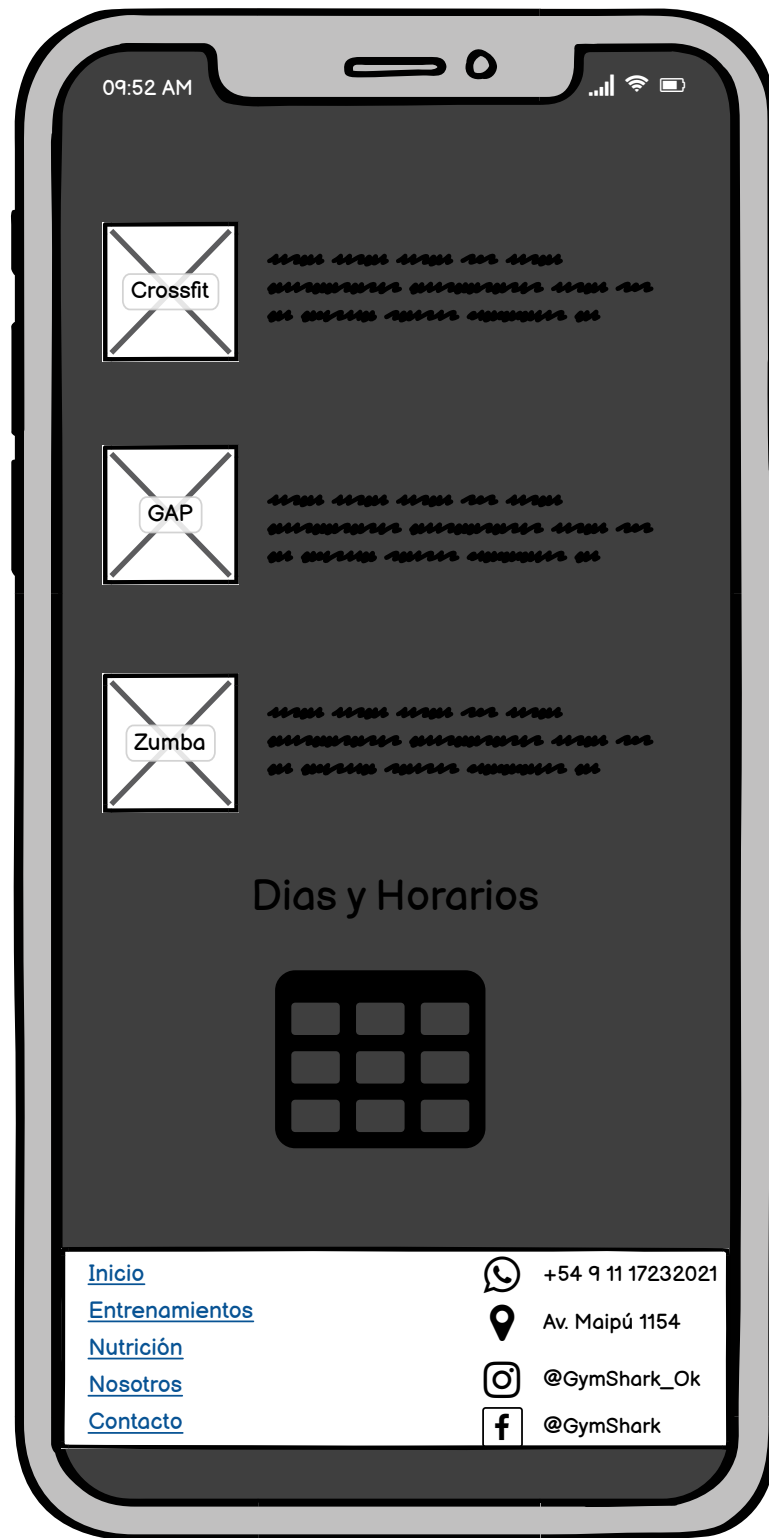 09:52 AM
Crossfit
GAP
Zumba
Dias y Horarios
Inicio
Entrenamientos
Nutrición
Nosotros
Contacto
+54 9 11 17232021
Av. Maipú 1154
@GymShark_Ok
@GymShark